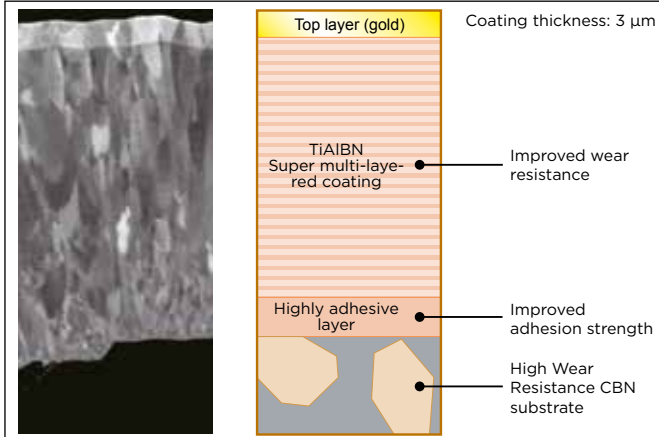 Top layer (gold)
Coating thickness: 3 μm
TiAlBN
Super multi-laye-
red coating
Improved wear
resistance
Highly adhesive
layer
Improved
adhesion strength
High Wear
Resistance CBN
substrate